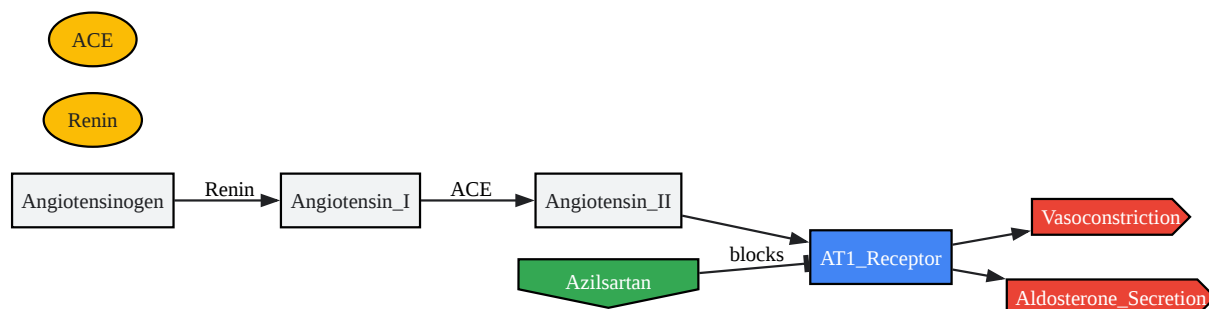 ACE
Renin
Angiotensinogen
Renin
Angiotensin_I
ACE
Angiotensin_II
blocks
Azilsartan
AT1_Receptor
Vasoconstriction
Aldosterone_Secretion